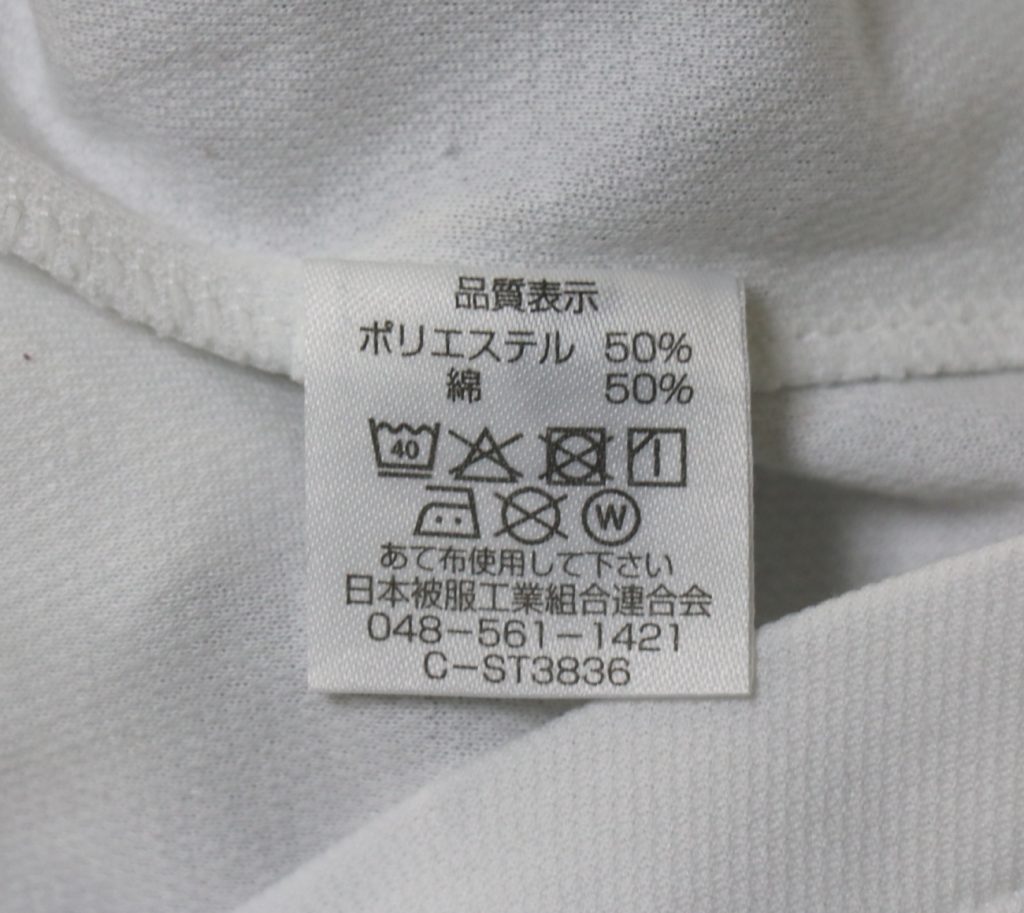 品質表示
ポリエステル 50%
綿 50%
40
W
あて布使用して下さい
日本被服工業組合連合会
048-561-1421
C-ST3836